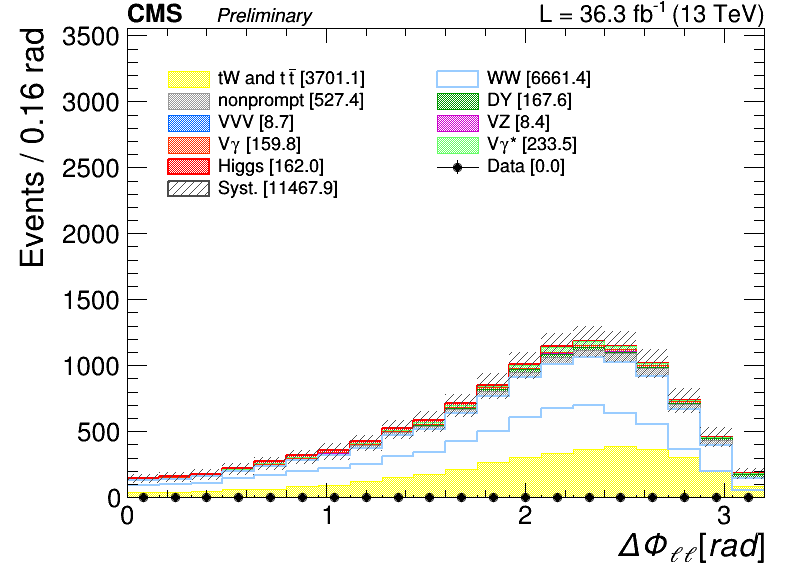 CMS Preliminary L = 36.3 fb⁻¹ (13 TeV)
Events / 0.16 rad
3500
3000
2500
2000
1500
1000
500
0
tW and tt̅ [3701.1]
WW [6661.4]
nonprompt [527.4]
DY [167.6]
VVV [8.7]
VZ [8.4]
Vγ [159.8]
Vγ* [233.5]
Higgs [162.0]
Data [0.0]
Syst. [11467.9]
0 1 2 3
ΔΦℓℓ[rad]